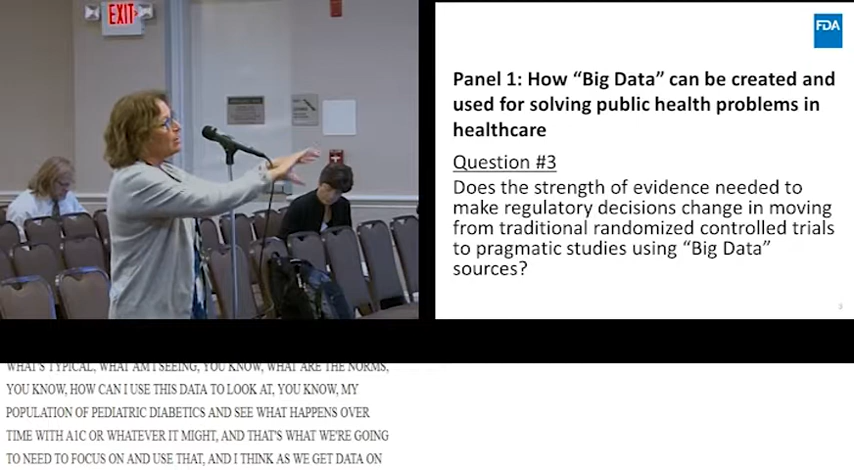 EXIT
FDA
Panel 1: How “Big Data” can be created and
used for solving public health problems in
healthcare
Question #3
Does the strength of evidence needed to
make regulatory decisions change in moving
from traditional randomized controlled trials
to pragmatic studies using “Big Data”
sources?
3
WHAT'S TYPICAL, WHAT AM I SEEING, YOU KNOW, WHAT ARE THE NORMS,
YOU KNOW, HOW CAN I USE THIS DATA TO LOOK AT, YOU KNOW, MY
POPULATION OF PEDIATRIC DIABETICS AND SEE WHAT HAPPENS OVER
TIME WITH A1C OR WHATEVER IT MIGHT, AND THAT'S WHAT WE'RE GOING
TO NEED TO FOCUS ON AND USE THAT, AND I THINK AS WE GET DATA ON